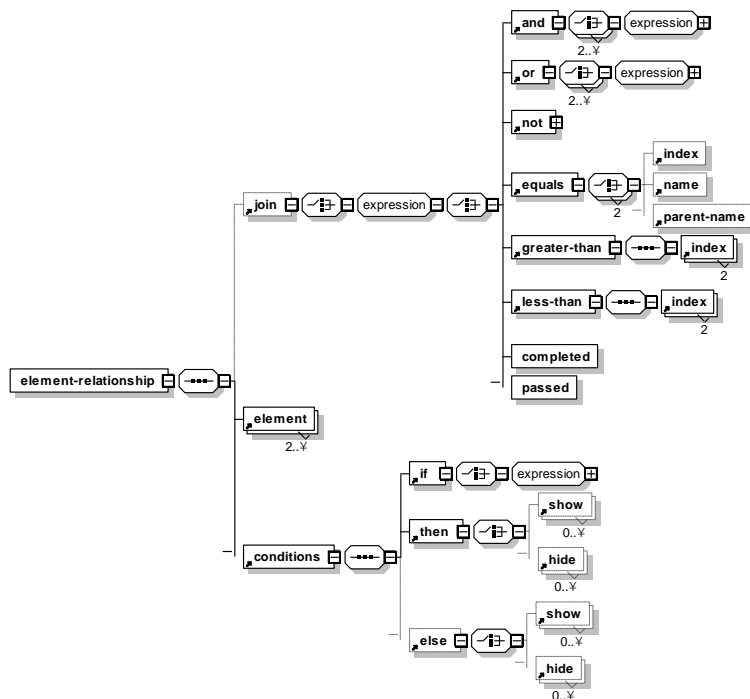 and
expression
2..¥
or
expression
2..¥
not
index
equals
name
2
parent-name
join
expression
greater-than
index
2
less-than
index
2
completed
passed
element-relationship
element
2..¥
if
expression
show
0..¥
then
hide
0..¥
conditions
show
0..¥
else
hide
0..¥